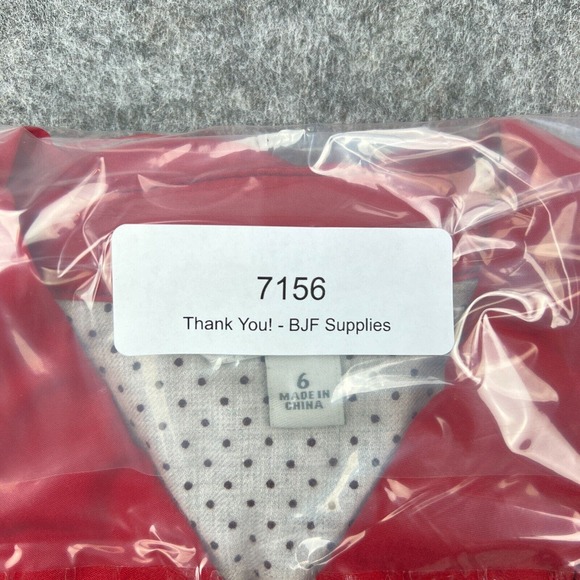 7156
Thank You! - BJF Supplies
6
MADE IN
CHINA